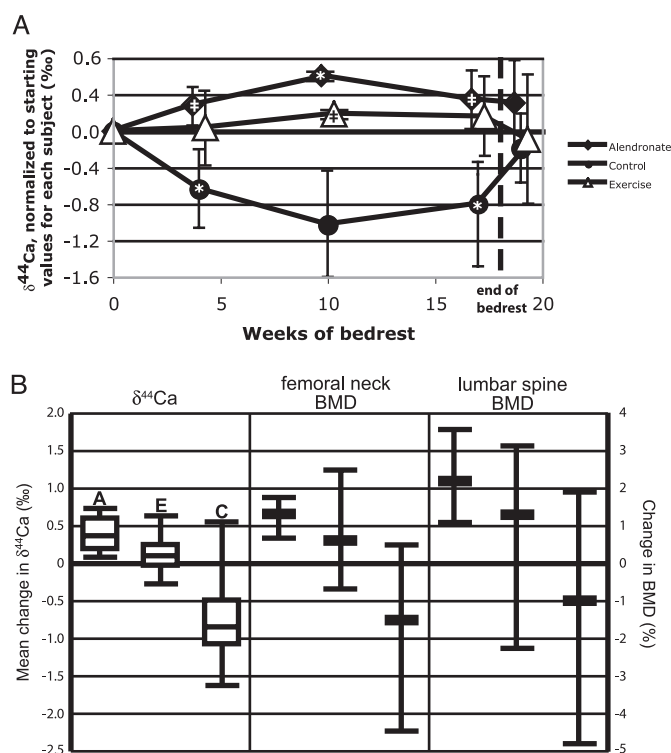 A
δ44Ca, normalized to starting
values for each subject (‰)
0.6
0.4
0.0
-0.4
-0.8
-1.2
-1.6
0
5
10
15
20
* 
‡
*
‡
‡
*
*
end of
bedrest
Weeks of bedrest
Alendronate
Control
Exercise
B
δ44Ca
femoral neck
BMD
lumbar spine
BMD
Mean change in δ44Ca (‰)
2.0
1.5
1.0
0.5
0
-0.5
-1.0
-1.5
-2.0
-2.5
A
E
C
4
3
2
1
0
-1
-2
-3
-4
-5
Change in
BMD (%)